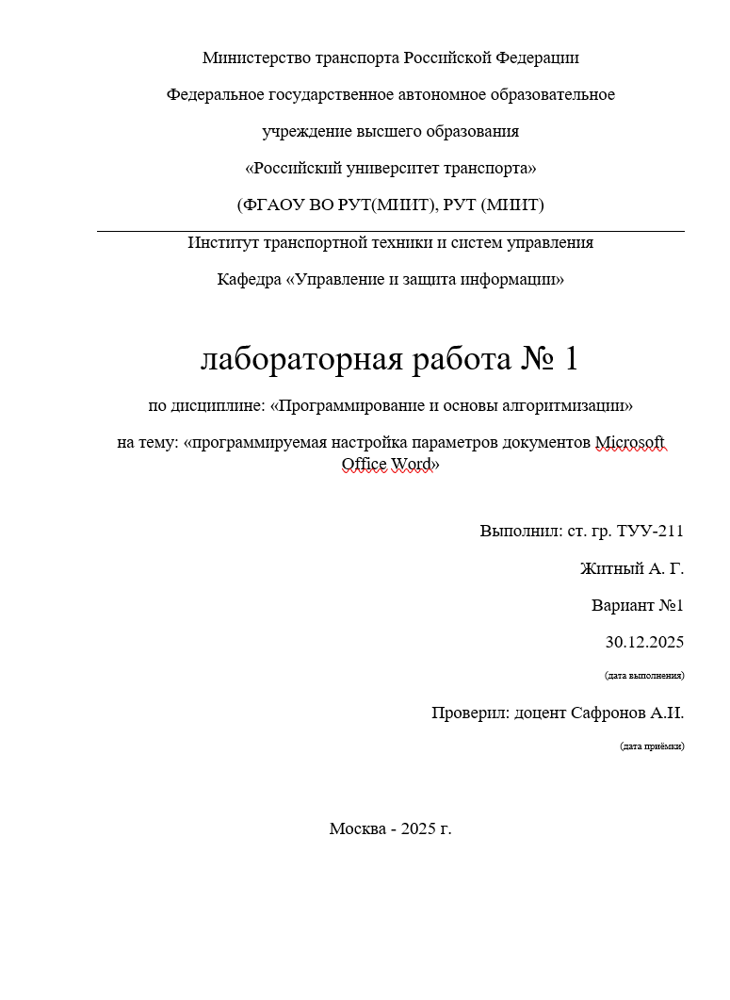 Министерство транспорта Российской Федерации
Федеральное государственное автономное образовательное
учреждение высшего образования
«Российский университет транспорта»
(ФГАОУ ВО РУТ(МИИТ), РУТ (МИИТ)
Институт транспортной техники и систем управления
Кафедра «Управление и защита информации»
лабораторная работа № 1
по дисциплине: «Программирование и основы алгоритмизации»
на тему: «программируемая настройка параметров документов Microsoft
Office Word»
Выполнил: ст. гр. ТУУ-211
Житный А. Г.
Вариант №1
30.12.2025
(дата выполнения)
Проверил: доцент Сафронов А.И.
(дата приёмки)
Москва - 2025 г.